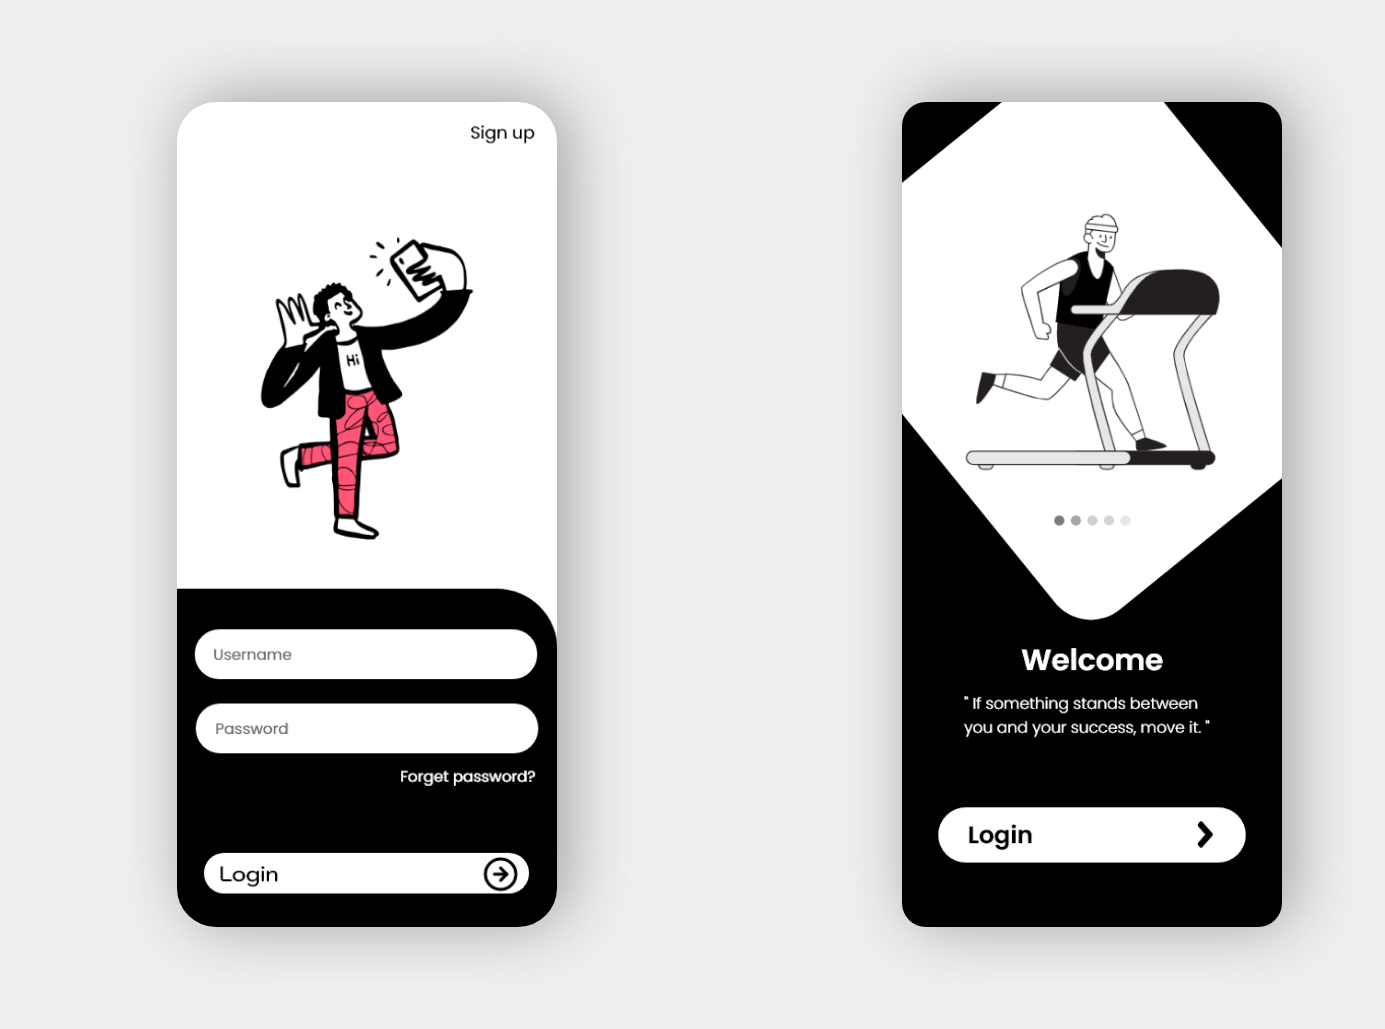 Sign up
Hi
Username
Password
Forget password?
Login
Welcome
" If something stands between
you and your success, move it. "
Login